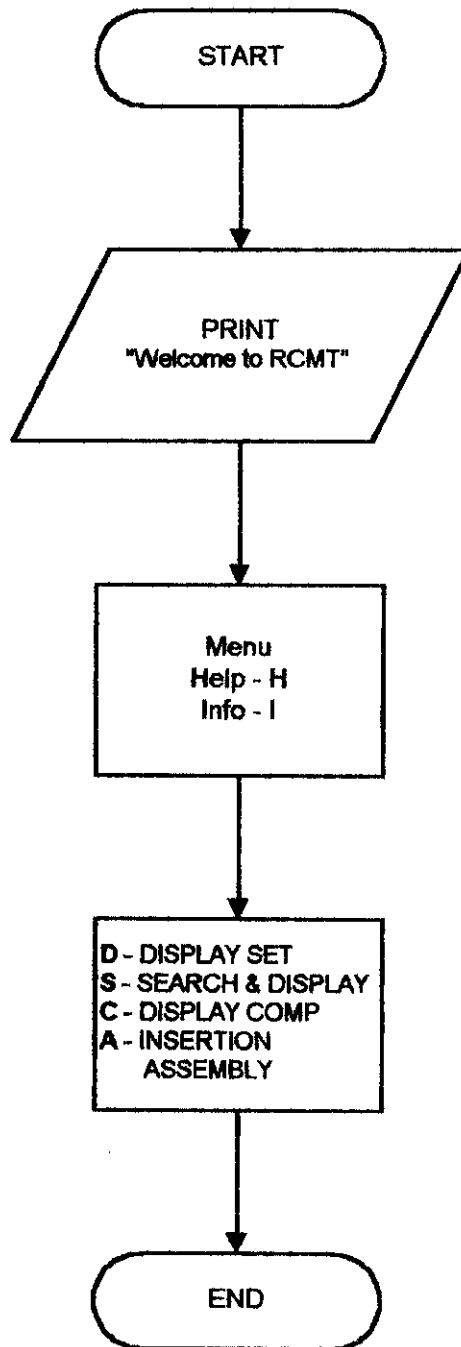 START
PRINT
"Welcome to RCMT"
Menu
Help - H
Info - I
D - DISPLAY SET
S - SEARCH & DISPLAY
C - DISPLAY COMP
A - INSERTION
ASSEMBLY
END